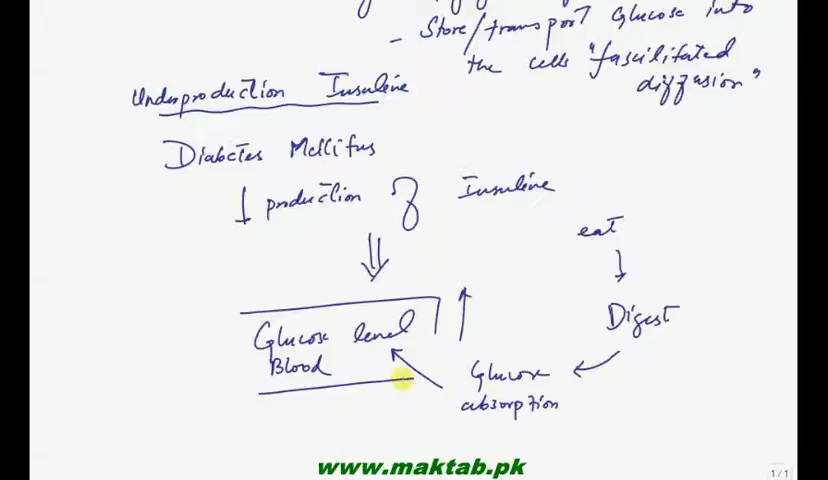 - Store/transport Glucose into
the cells "fascilitated
diffusion"
Underproduction Insuline
Diabetes Mellitus
↓ production of Insuline
eat
Digest
Glucose level
Blood
Glucose
absorption
www.maktab.pk
1/1